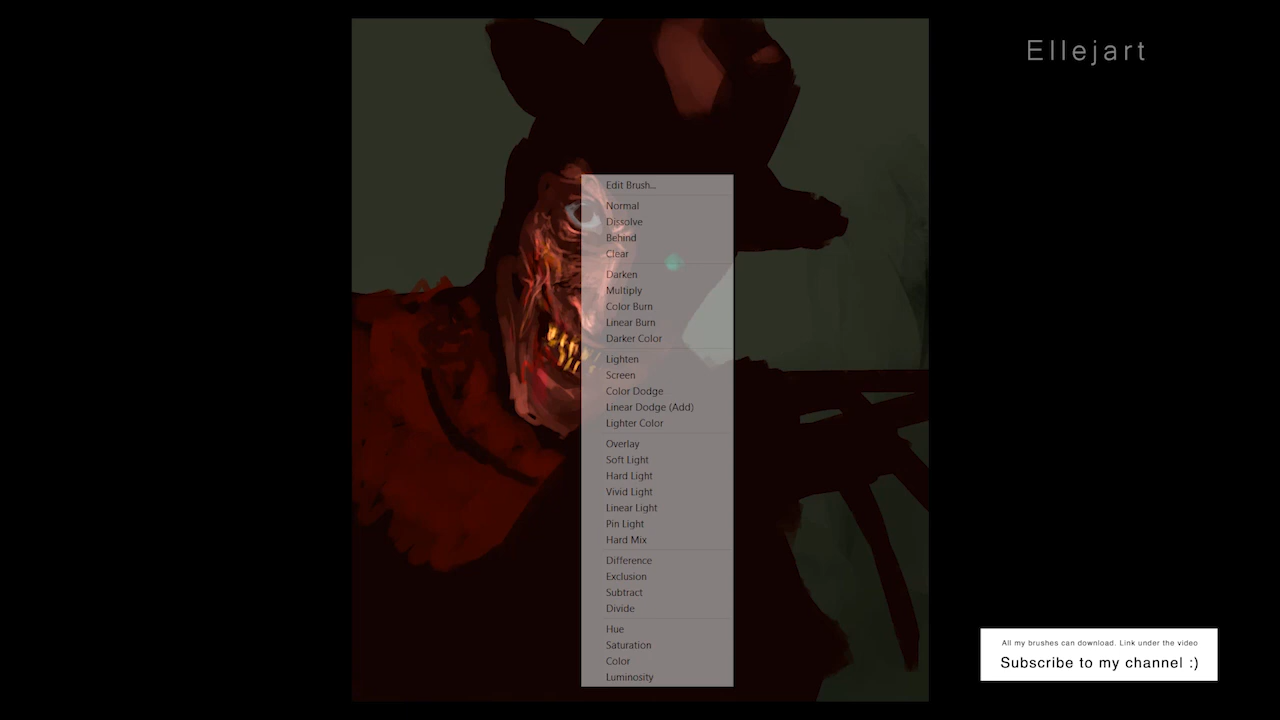 Ellejart
Edit Brush...
Normal
Dissolve
Behind
Clear
Darken
Multiply
Color Burn
Linear Burn
Darker Color
Lighten
Screen
Color Dodge
Linear Dodge (Add)
Lighter Color
Overlay
Soft Light
Hard Light
Vivid Light
Linear Light
Pin Light
Hard Mix
Difference
Exclusion
Subtract
Divide
Hue
Saturation
Color
Luminosity
All my brushes can download. Link under the video
Subscribe to my channel :)